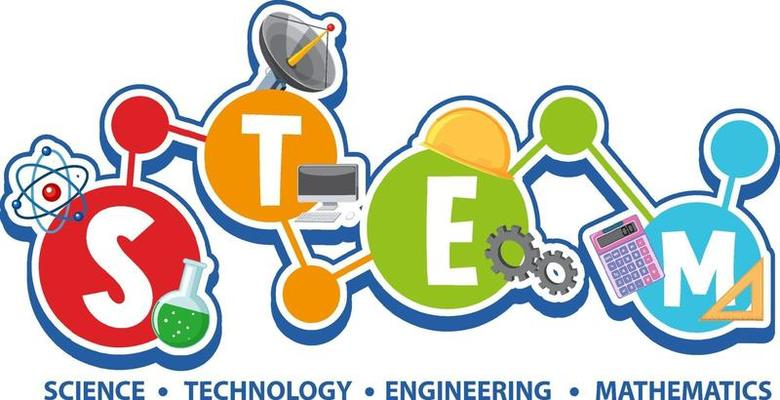 STEM
SCIENCE • TECHNOLOGY • ENGINEERING • MATHEMATICS